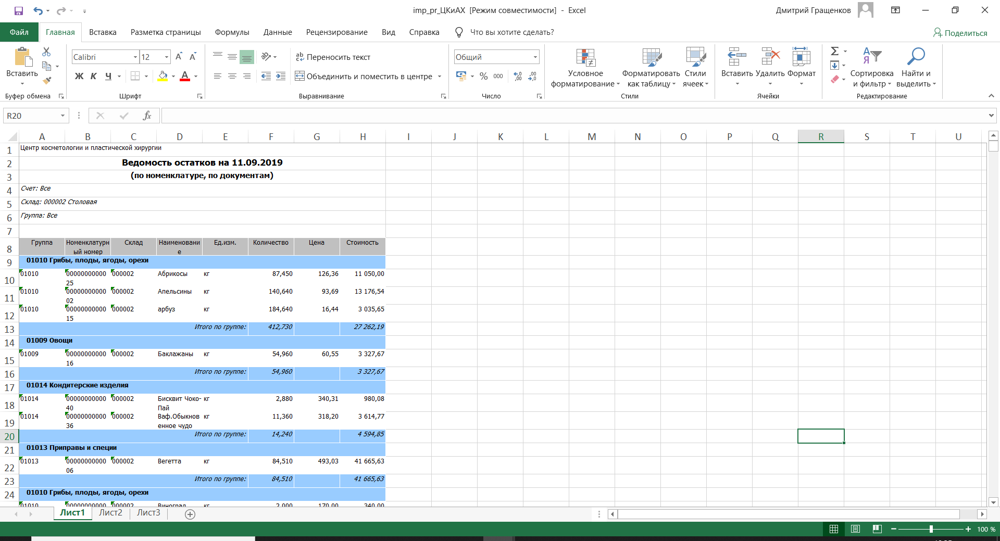 imp_pr_ЦКиАХ [Режим совместимости] - Excel
Дмитрий Гращенков
Файл Главная Вставка Разметка страницы Формулы Данные Рецензирование Вид Справка Что вы хотите сделать? Поделиться
Вставить
Буфер обмена
Calibri 12
Ж К Ч
Шрифт
Переносить текст
Объединить и поместить в центре
Выравнивание
Общий
% 000
Число
Условное форматирование
Форматировать как таблицу
Стили ячеек
Стили
Вставить Удалить Формат
Ячейки
Сортировка и фильтр
Найти и выделить
Редактирование
R20 fx
A B C D E F G H I J K L M N O P Q R S T U
1 Центр косметологии и пластической хирургии
2 Ведомость остатков на 11.09.2019
3 (по номенклатуре, по документам)
4 Счет: Все
5 Склад: 000002 Столовая
6 Группа: Все
7
8 Группа Номенклатурный номер Склад Наименование Ед.изм. Количество Цена Стоимость
9 01010 Грибы, плоды, ягоды, орехи
10 01010 0000000000025 000002 Абрикосы кг 87,450 126,36 11 050,00
11 01010 0000000000002 000002 Апельсины кг 140,640 93,69 13 176,54
12 01010 0000000000015 000002 арбуз кг 184,640 16,44 3 035,65
13 Итого по группе: 412,730 27 262,19
14 01009 Овощи
15 01009 0000000000016 000002 Баклажаны кг 54,960 60,55 3 327,67
16 Итого по группе: 54,960 3 327,67
17 01014 Кондитерские изделия
18 01014 0000000000040 000002 Бисквит Чоко-Пай кг 2,880 340,31 980,08
19 01014 0000000000036 000002 Ваф.Обыкновенное чудо кг 11,360 318,20 3 614,77
20 Итого по группе: 14,240 4 594,85
21 01013 Приправы и специи
22 01013 0000000000006 000002 Вегетта кг 84,510 493,03 41 665,63
23 Итого по группе: 84,510 41 665,63
24 01010 Грибы, плоды, ягоды, орехи
01010 00000000000 000002 Виноград кг 2,000 170,00 340,00
Лист1 Лист2 Лист3
100 %